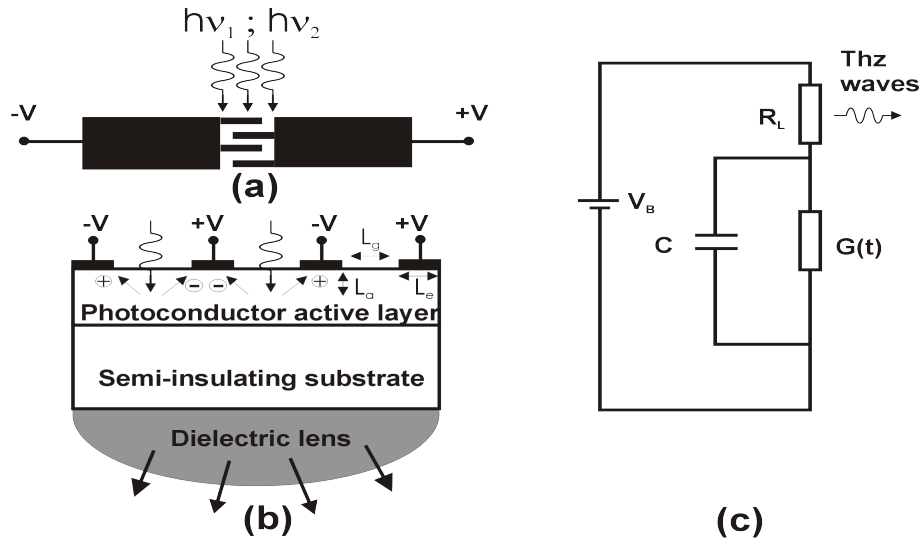 hν₁ ; hν₂
-V
+V
(a)
-V
+V
-V
+V
Lg
La
Le
+
-
-
+
Photoconductor active layer
Semi-insulating substrate
Dielectric lens
(b)
Thz
waves
RL
VB
C
G(t)
(c)